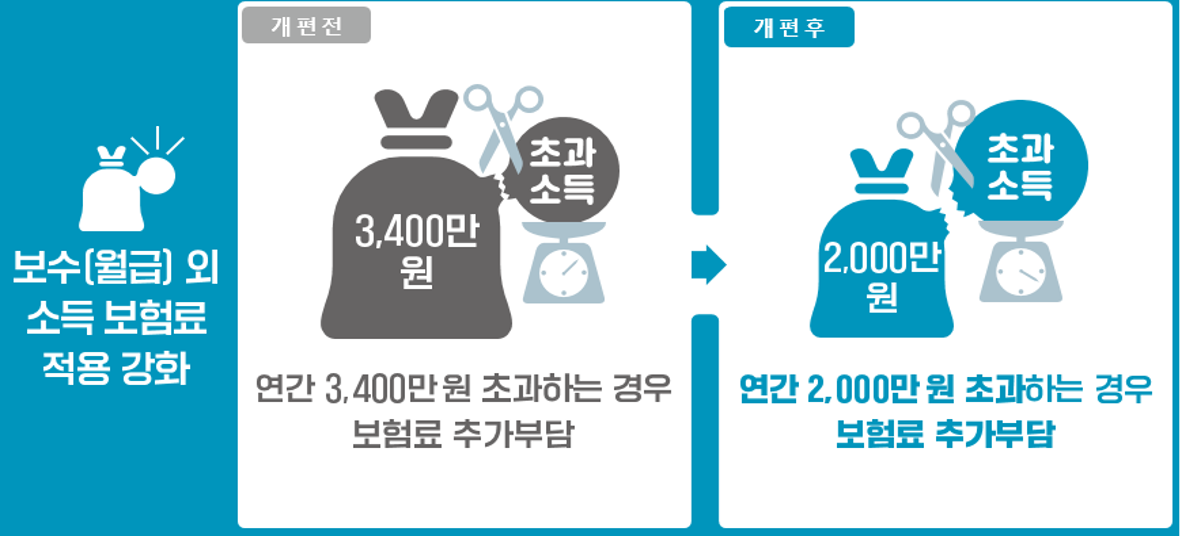 보수(월급) 외
소득 보험료
적용 강화
개편전
3,400만
원
초과
소득
연간 3,400만 원 초과하는 경우
보험료 추가부담
개편후
2,000만
원
초과
소득
연간 2,000만 원 초과하는 경우
보험료 추가부담